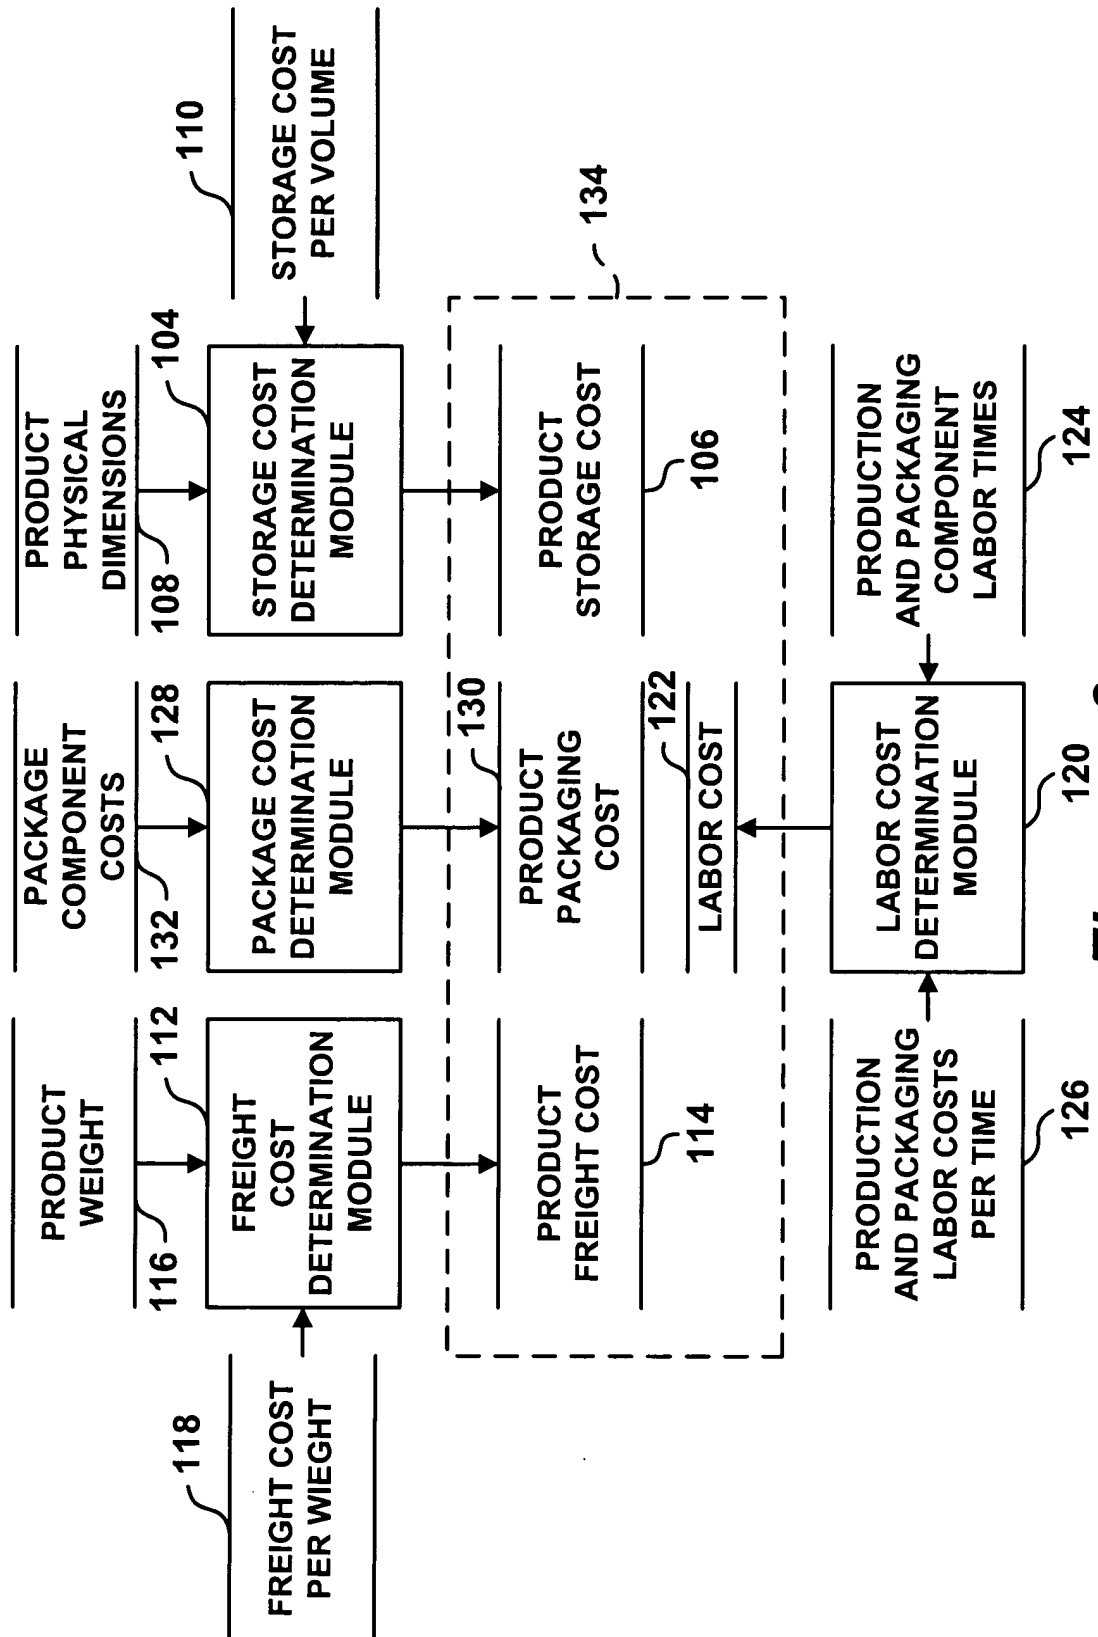 PRODUCT
WEIGHT
116
PACKAGE
COMPONENT
COSTS
132
PRODUCT
PHYSICAL
DIMENSIONS
108
118
FREIGHT COST
PER WIEGHT
112
FREIGHT
COST
DETERMINATION
MODULE
128
PACKAGE COST
DETERMINATION
MODULE
104
STORAGE COST
DETERMINATION
MODULE
110
STORAGE COST
PER VOLUME
134
PRODUCT
FREIGHT COST
114
130
PRODUCT
PACKAGING
COST
122
LABOR COST
PRODUCT
STORAGE COST
106
PRODUCTION
AND PACKAGING
LABOR COSTS
PER TIME
126
LABOR COST
DETERMINATION
MODULE
120
PRODUCTION
AND PACKAGING
COMPONENT
LABOR TIMES
124